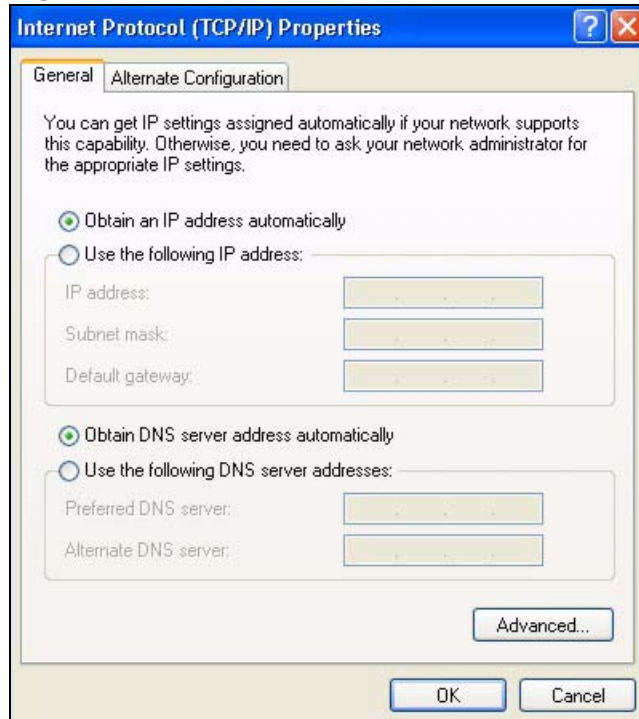 Internet Protocol (TCP/IP) Properties
General
Alternate Configuration
You can get IP settings assigned automatically if your network supports
this capability. Otherwise, you need to ask your network administrator for
the appropriate IP settings.
Obtain an IP address automatically
Use the following IP address:
IP address:
Subnet mask:
Default gateway:
Obtain DNS server address automatically
Use the following DNS server addresses:
Preferred DNS server:
Alternate DNS server:
Advanced...
OK
Cancel